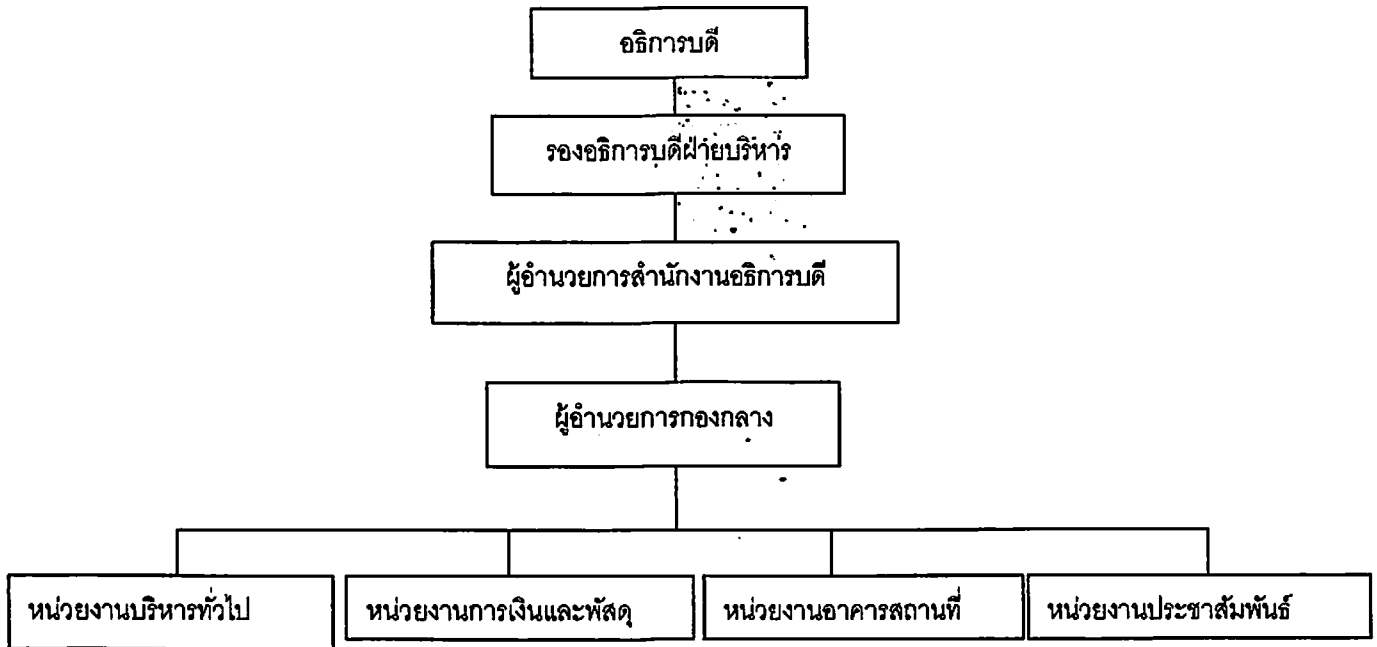 อธิการบดี
รองอธิการบดีฝ่ายบริหาร
ผู้อำนวยการสำนักงานอธิการบดี
ผู้อำนวยการกองกลาง
หน่วยงานบริหารทั่วไป
หน่วยงานการเงินและพัสดุ
หน่วยงานอาคารสถานที่
หน่วยงานประชาสัมพันธ์